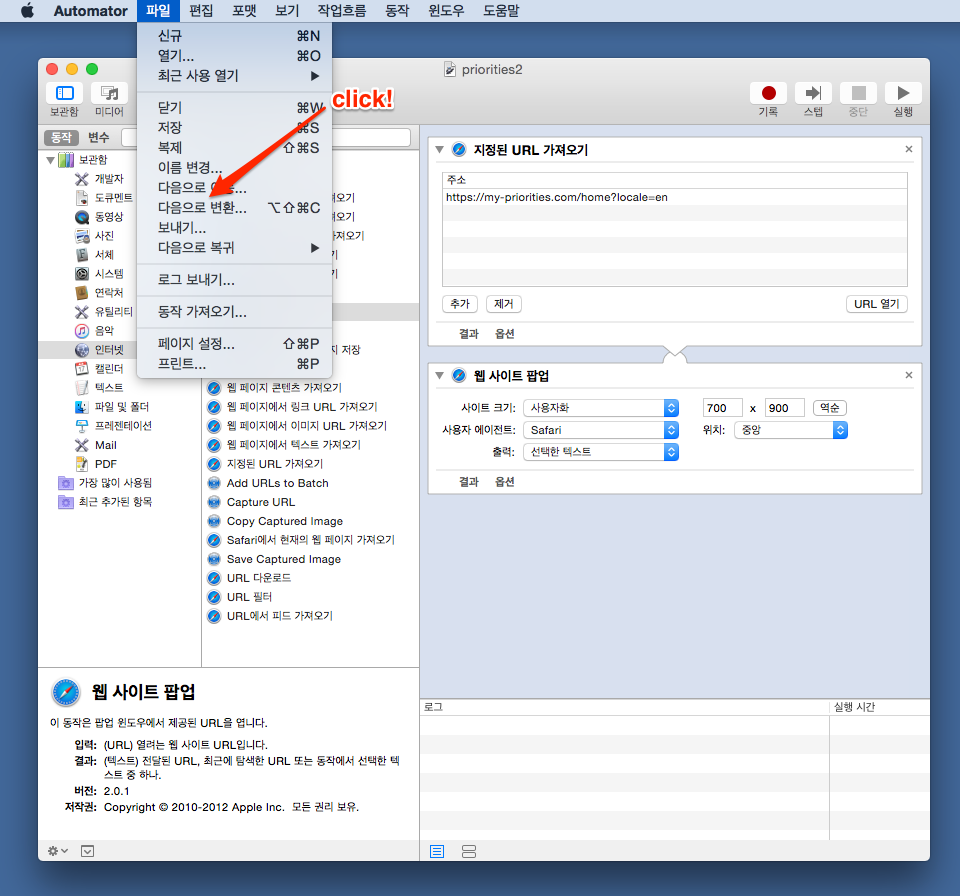 Automator 파일 편집 포맷 보기 작업흐름 동작 윈도우 도움말
신규 ⌘N
열기... ⌘O
최근 사용 열기 ▶
닫기 ⌘W
저장 ⌘S
복제 ⇧⌘S
이름 변경...
다음으로
다음으로 변환... ⌥⇧⌘C
보내기...
다음으로 복귀 ▶
로그 보내기...
동작 가져오기...
페이지 설정... ⇧⌘P
프린트... ⌘P
click!
priorities2
보관함 미디어
기록 스텝 중단 실행
동작 변수
보관함
개발자
도큐멘트
동영상
사진
서체
시스템
연락처
유틸리티
음악
인터넷
캘린더
텍스트
파일 및 폴더
프레젠테이션
Mail
PDF
가장 많이 사용됨
최근 추가된 항목
오기
오기
져오기
기
기
지 저장
웹 페이지 콘텐츠 가져오기
웹 페이지에서 링크 URL 가져오기
웹 페이지에서 이미지 URL 가져오기
웹 페이지에서 텍스트 가져오기
지정된 URL 가져오기
Add URLs to Batch
Capture URL
Copy Captured Image
Safari에서 현재의 웹 페이지 가져오기
Save Captured Image
URL 다운로드
URL 필터
URL에서 피드 가져오기
지정된 URL 가져오기
주소
https://my-priorities.com/home?locale=en
추가 제거 URL 열기
결과 옵션
웹 사이트 팝업
사이트 크기: 사용자화 700 x 900 역순
사용자 에이전트: Safari 위치: 중앙
출력: 선택한 텍스트
결과 옵션
웹 사이트 팝업
이 동작은 팝업 윈도우에서 제공된 URL을 엽니다.
입력: (URL) 열려는 웹 사이트 URL입니다.
결과: (텍스트) 전달된 URL, 최근에 탐색한 URL 또는 동작에서 선택한 텍
스트 중 하나.
버전: 2.0.1
저작권: Copyright © 2010-2012 Apple Inc. 모든 권리 보유.
로그 실행 시간